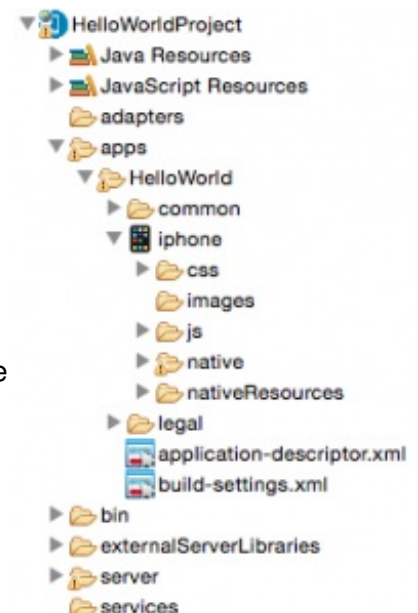 HelloWorldProject
Java Resources
JavaScript Resources
adapters
apps
HelloWorld
common
iphone
css
images
js
e
native
nativeResources
legal
application-descriptor.xml
build-settings.xml
bin
externalServerLibraries
server
services